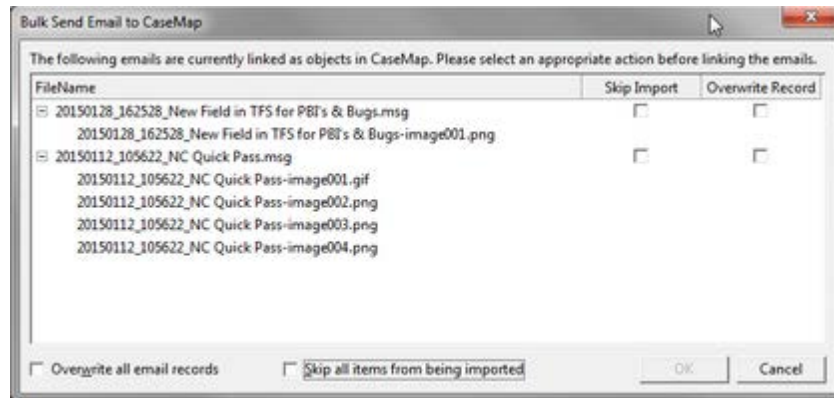 Bulk Send Email to CaseMap
The following emails are currently linked as objects in CaseMap. Please select an appropriate action before linking the emails.
FileName Skip Import Overwrite Record
20150128_162528_New Field in TFS for PBI's & Bugs.msg
20150128_162528_New Field in TFS for PBI's & Bugs-image001.png
20150112_105622_NC Quick Pass.msg
20150112_105622_NC Quick Pass-image001.gif
20150112_105622_NC Quick Pass-image002.png
20150112_105622_NC Quick Pass-image003.png
20150112_105622_NC Quick Pass-image004.png
Overwrite all email records Skip all items from being imported OK Cancel